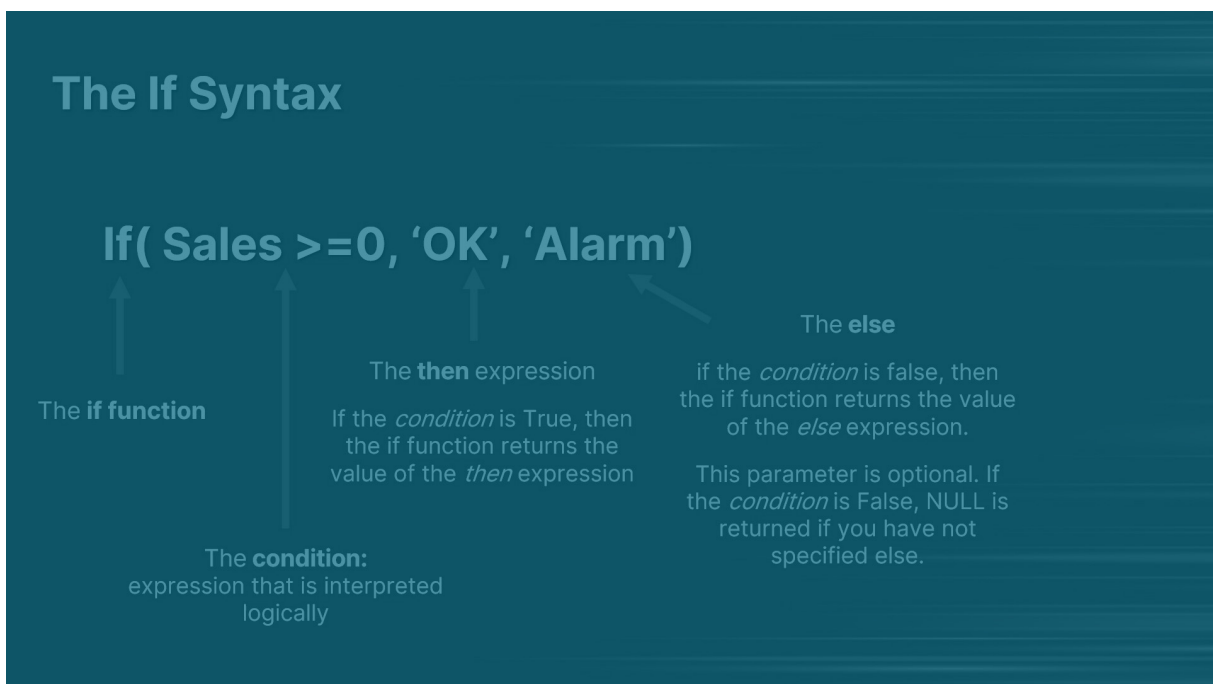 The If Syntax
If( Sales >=0, ‘OK’, ‘Alarm’)
The if function
The condition:
expression that is interpreted
logically
The then expression
If the condition is True, then
the if function returns the
value of the then expression
The else
if the condition is false, then
the if function returns the value
of the else expression.
This parameter is optional. If
the condition is False, NULL is
returned if you have not
specified else.